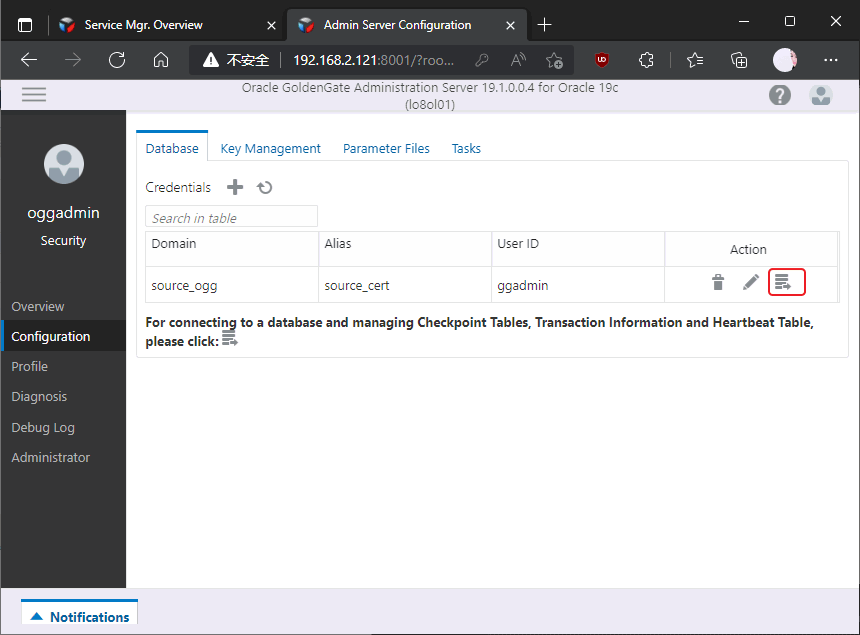 Service Mgr. Overview
Admin Server Configuration
不安全
192.168.2.121:8001/?roo...
Oracle GoldenGate Administration Server 19.1.0.0.4 for Oracle 19c
(lo8ol01)
oggadmin
Security
Overview
Configuration
Profile
Diagnosis
Debug Log
Administrator
Database Key Management Parameter Files Tasks
Credentials
Search in table
Domain Alias User ID Action
source_ogg source_cert ggadmin
For connecting to a database and managing Checkpoint Tables, Transaction Information and Heartbeat Table,
please click:
Notifications